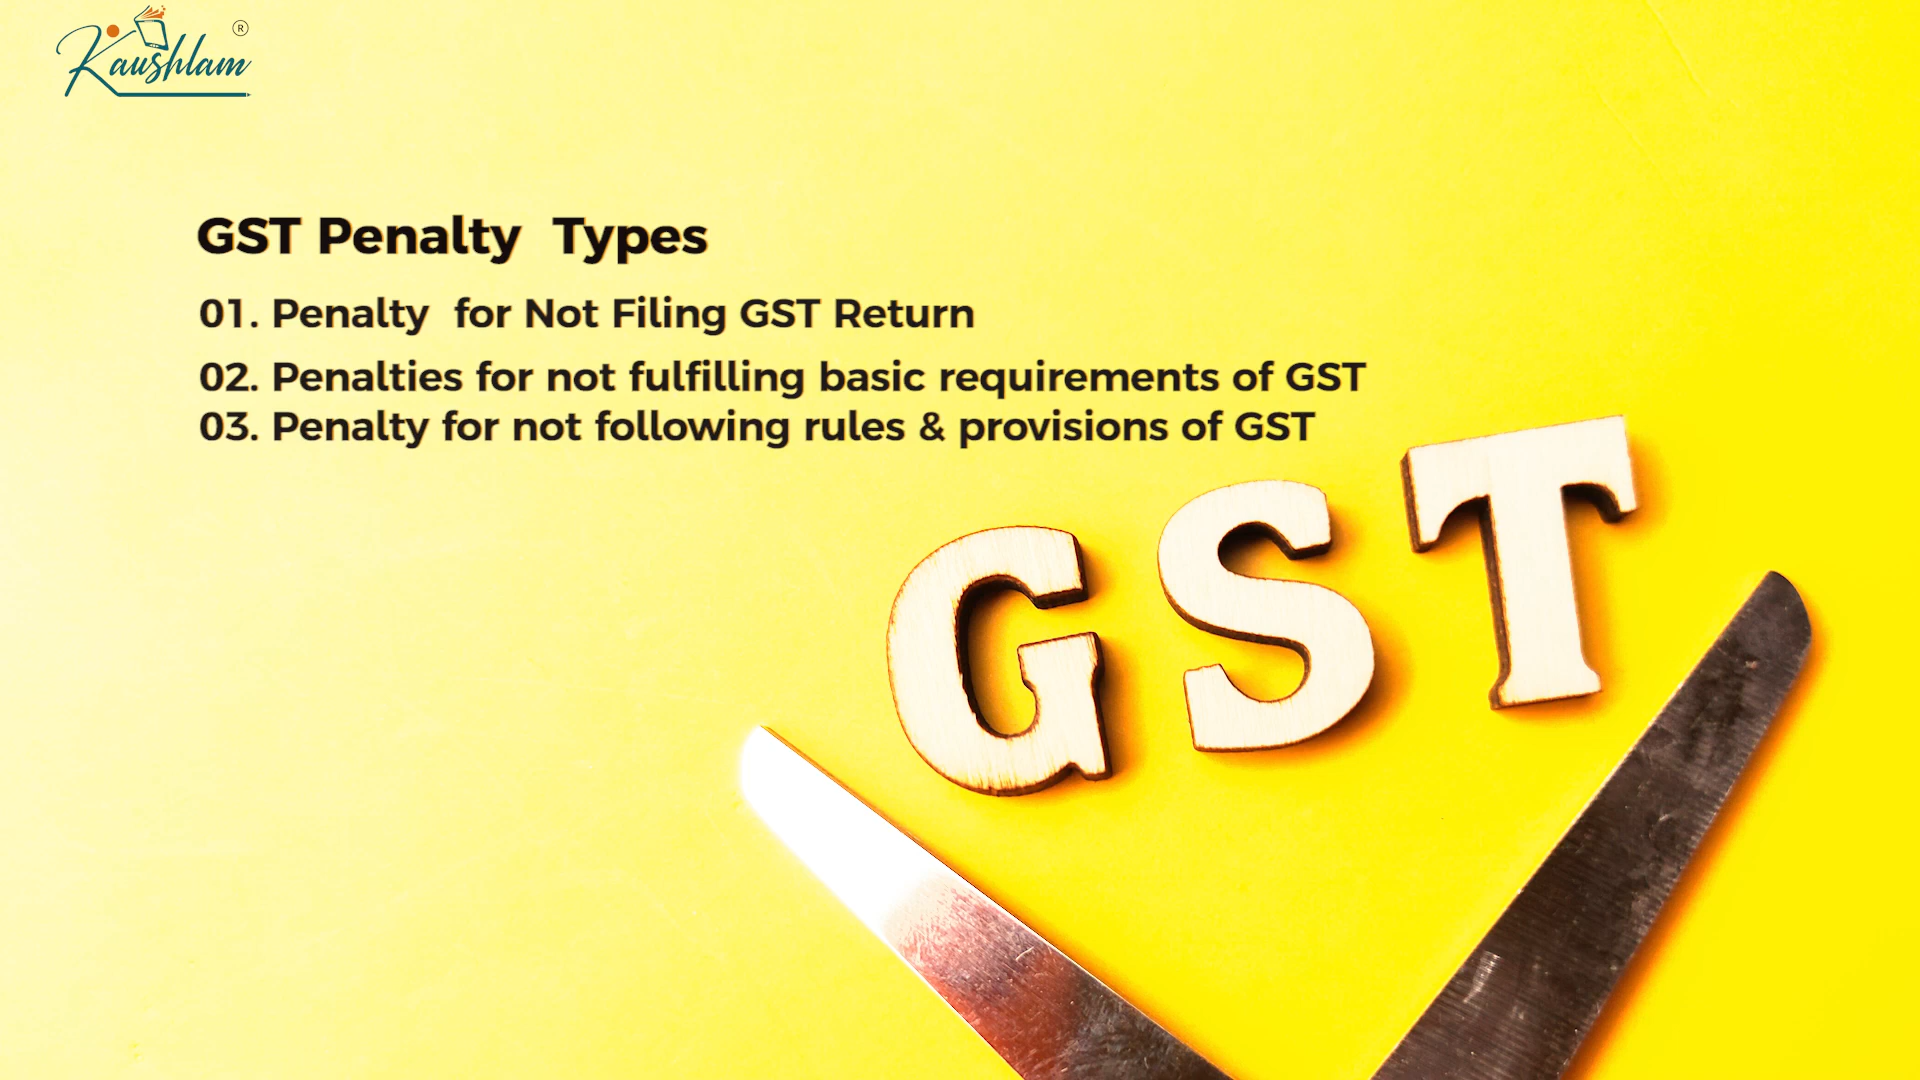 Kaushlam ®
GST Penalty Types
01. Penalty for Not Filing GST Return
02. Penalties for not fulfilling basic requirements of GST
03. Penalty for not following rules & provisions of GST
GST